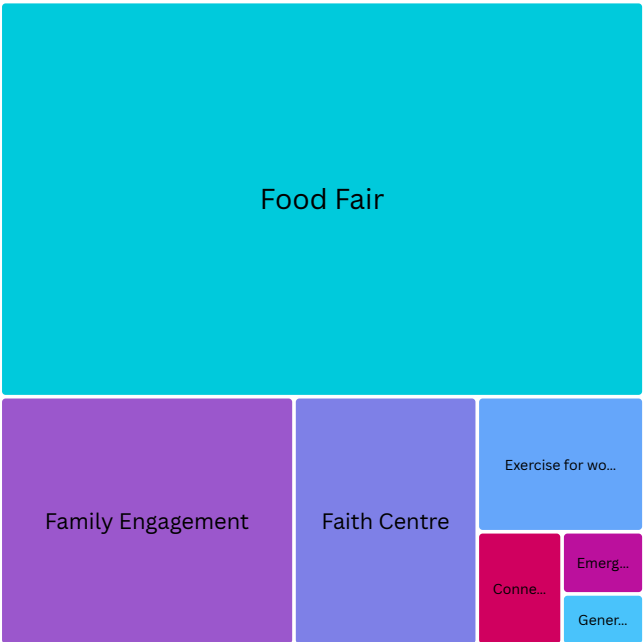 Food Fair
Family Engagement
Faith Centre
Exercise for wo...
Conne...
Emerg...
Gener...